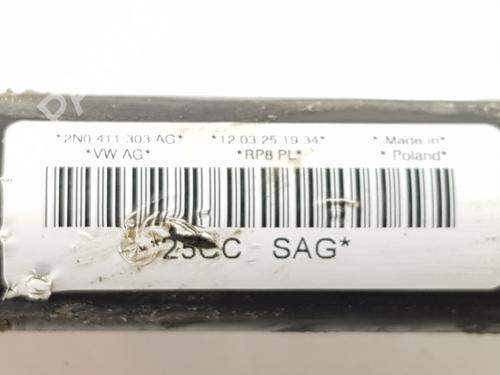 *2N0 411 303 AG* *12.03.25 19:34* * Made in*
*VW AG* *RP8 PL* * Poland*
*25CC SAG*